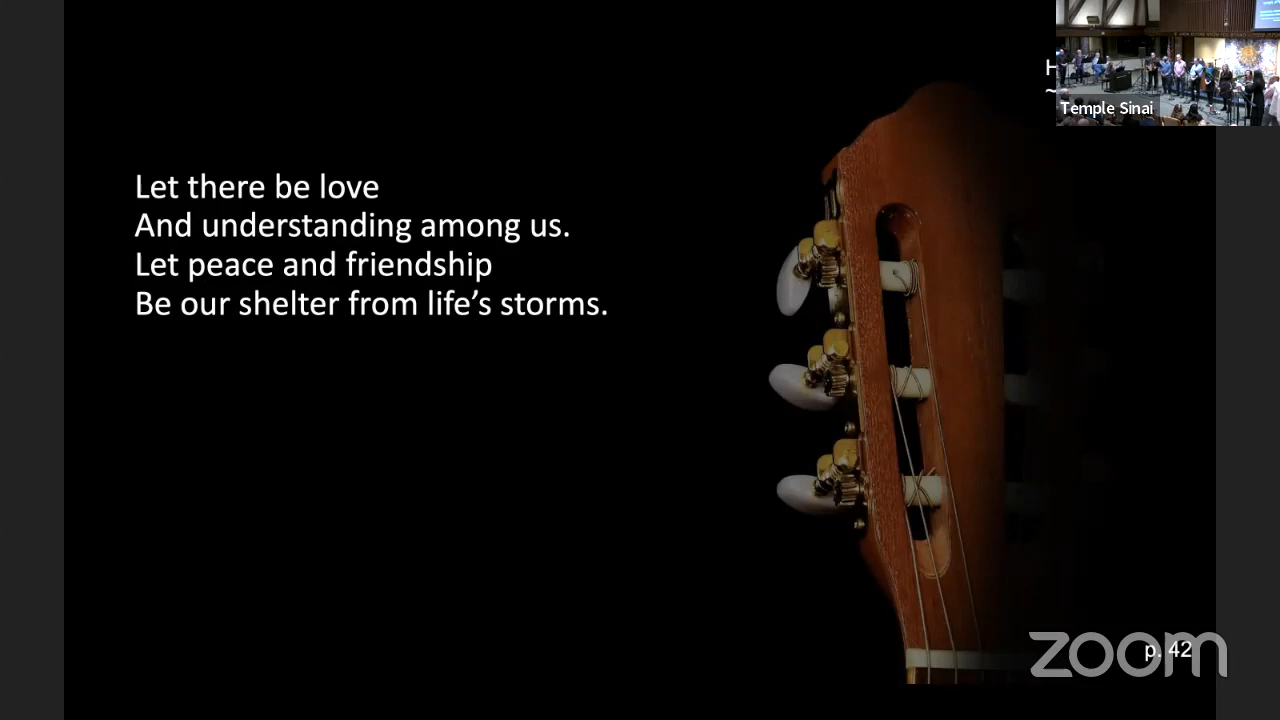 Let there be love
And understanding among us.
Let peace and friendship
Be our shelter from life’s storms.
H
~
Temple Sinai
p. 42
zoom